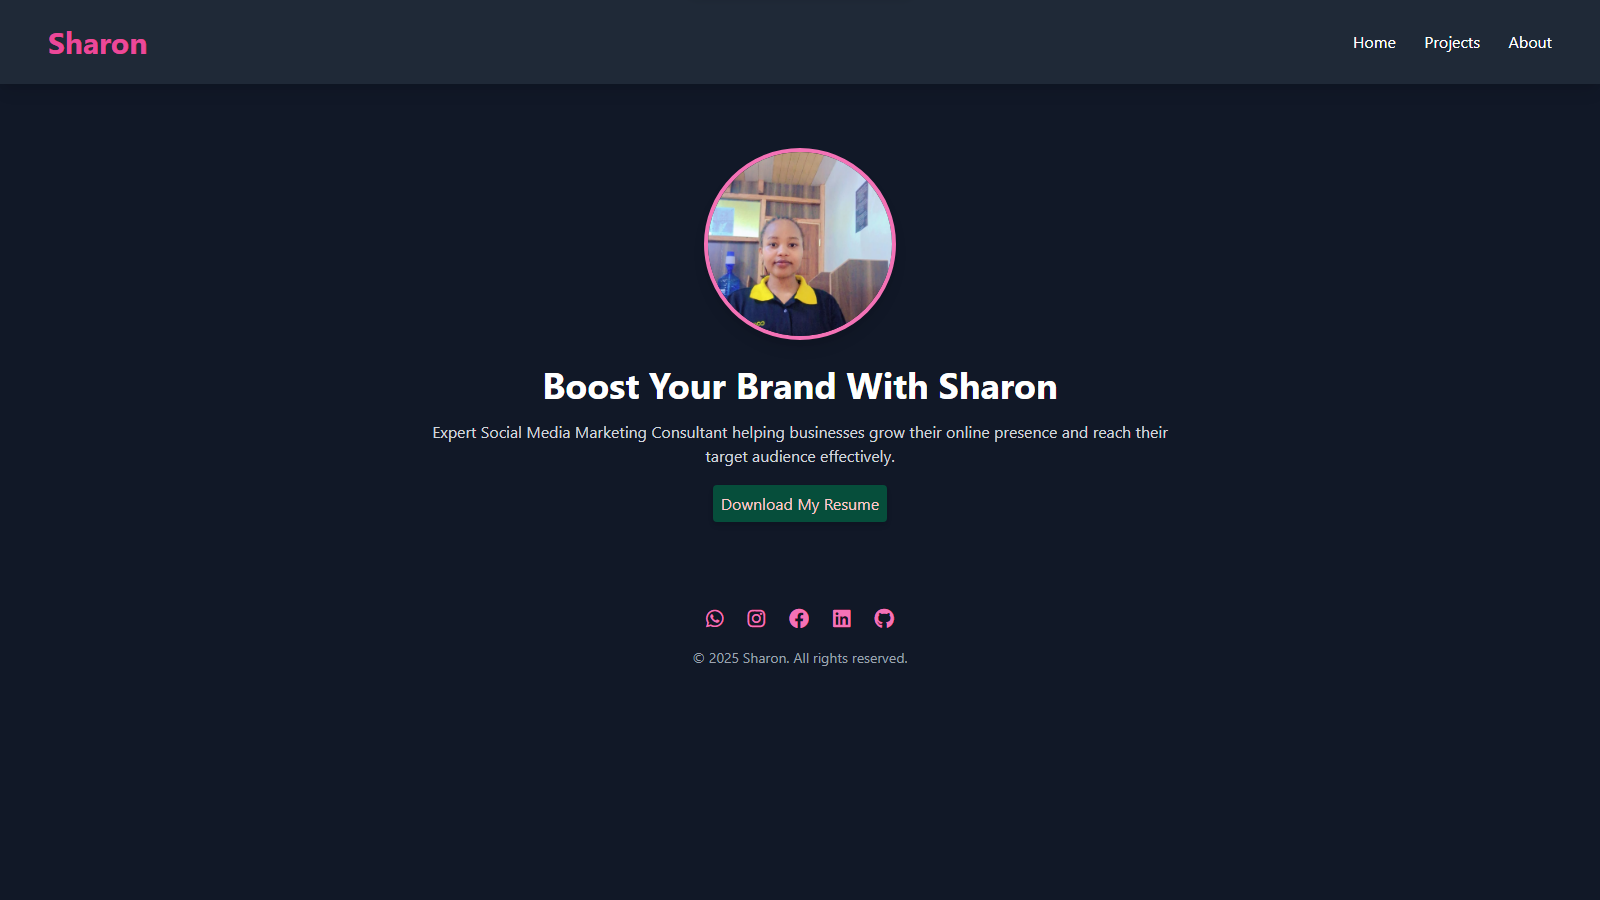 Sharon
Home
Projects
About
Boost Your Brand With Sharon
Expert Social Media Marketing Consultant helping businesses grow their online presence and reach their
target audience effectively.
Download My Resume
© 2025 Sharon. All rights reserved.